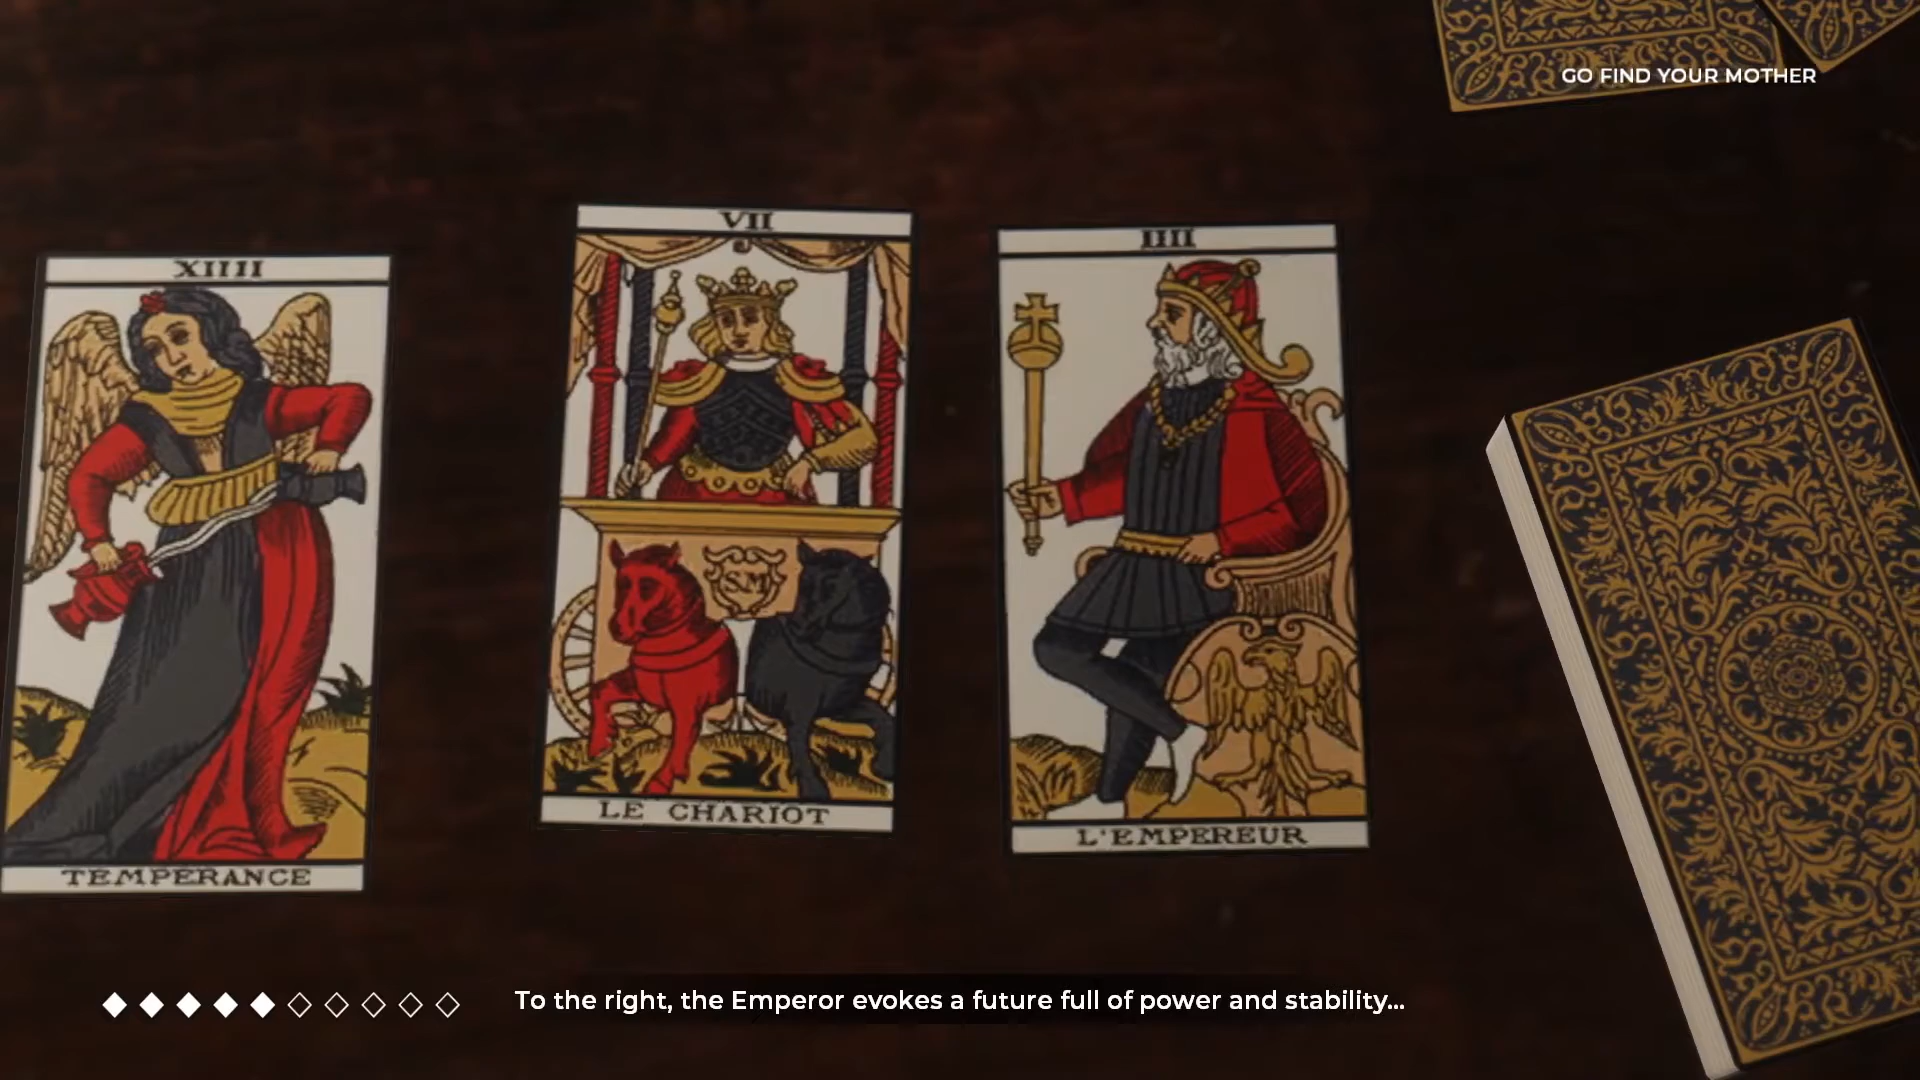 GO FIND YOUR MOTHER
XIIII
VII
IIII
SM
LE CHARIOT
L'EMPEREUR
TEMPERANCE
To the right, the Emperor evokes a future full of power and stability...